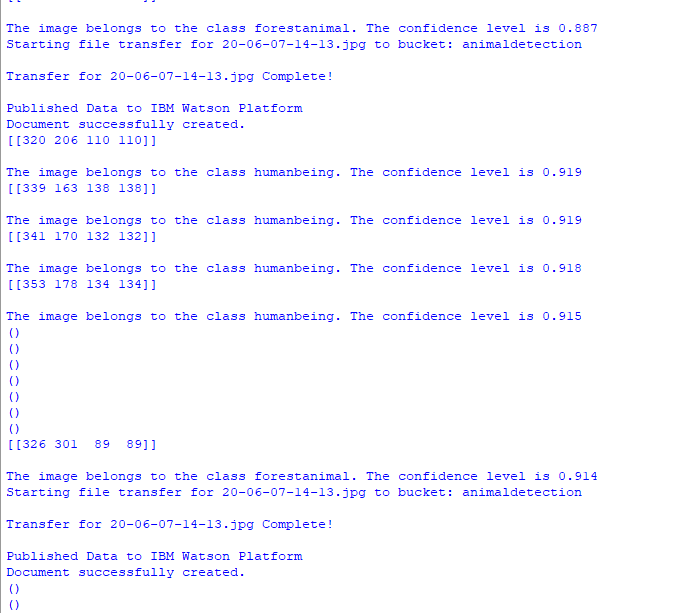 The image belongs to the class forestanimal. The confidence level is 0.887
Starting file transfer for 20-06-07-14-13.jpg to bucket: animaldetection
Transfer for 20-06-07-14-13.jpg Complete!
Published Data to IBM Watson Platform
Document successfully created.
[[320 206 110 110]]
The image belongs to the class humanbeing. The confidence level is 0.919
[[339 163 138 138]]
The image belongs to the class humanbeing. The confidence level is 0.919
[[341 170 132 132]]
The image belongs to the class humanbeing. The confidence level is 0.918
[[353 178 134 134]]
The image belongs to the class humanbeing. The confidence level is 0.915
()
()
()
()
()
()
()
[[326 301  89  89]]
The image belongs to the class forestanimal. The confidence level is 0.914
Starting file transfer for 20-06-07-14-13.jpg to bucket: animaldetection
Transfer for 20-06-07-14-13.jpg Complete!
Published Data to IBM Watson Platform
Document successfully created.
()
()